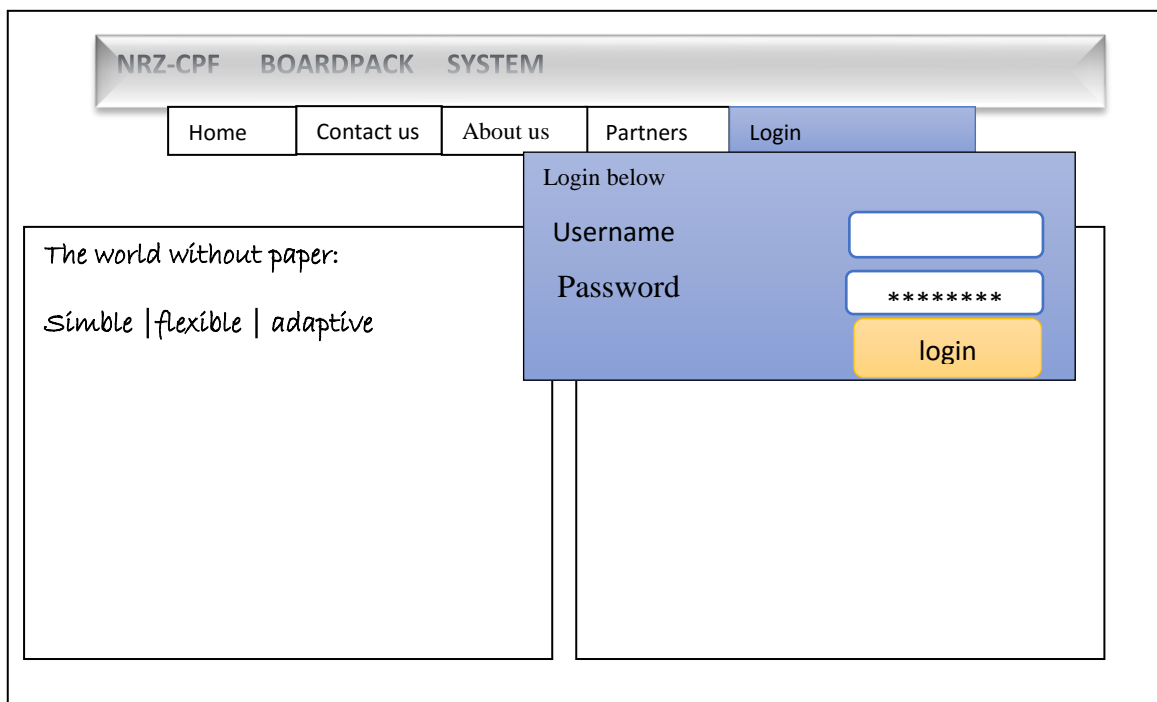 NRZ-CPF BOARDPACK SYSTEM
Home Contact us About us Partners Login
Login below
Username
Password ********
login
The world without paper:
Simble |flexible | adaptive